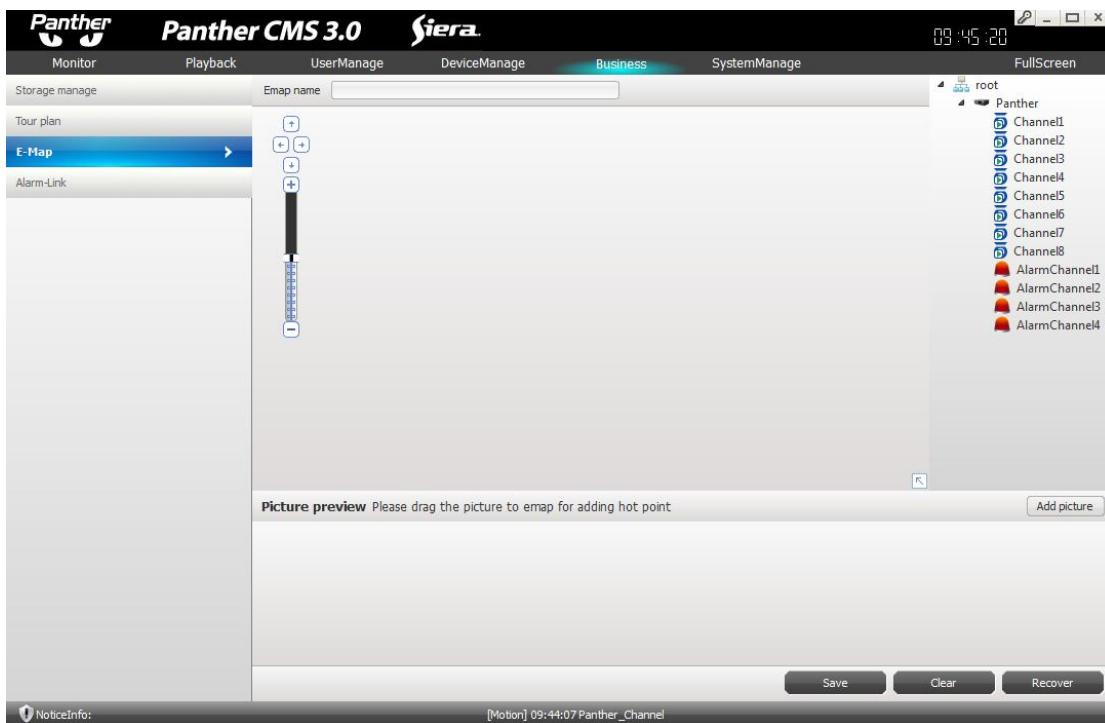 Panther
Panther CMS 3.0
Siera.
09:45:20
Monitor Playback UserManage DeviceManage Business SystemManage FullScreen
Storage manage
Tour plan
E-Map
Alarm-Link
Emap name
root
Panther
Channel1
Channel2
Channel3
Channel4
Channel5
Channel6
Channel7
Channel8
AlarmChannel1
AlarmChannel2
AlarmChannel3
AlarmChannel4
Picture preview Please drag the picture to emap for adding hot point
Add picture
Save Clear Recover
NoticeInfo: [Motion] 09:44:07 Panther_Channel